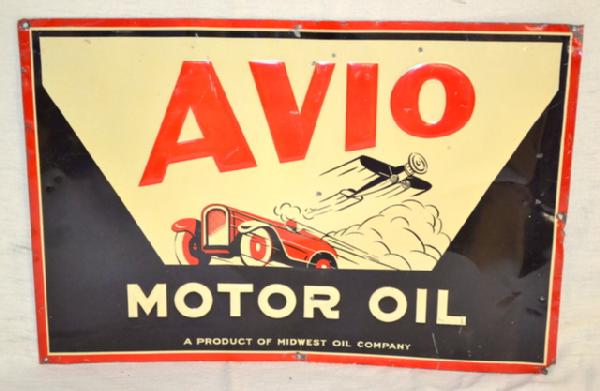 AVIO
MOTOR OIL
A PRODUCT OF MIDWEST OIL COMPANY